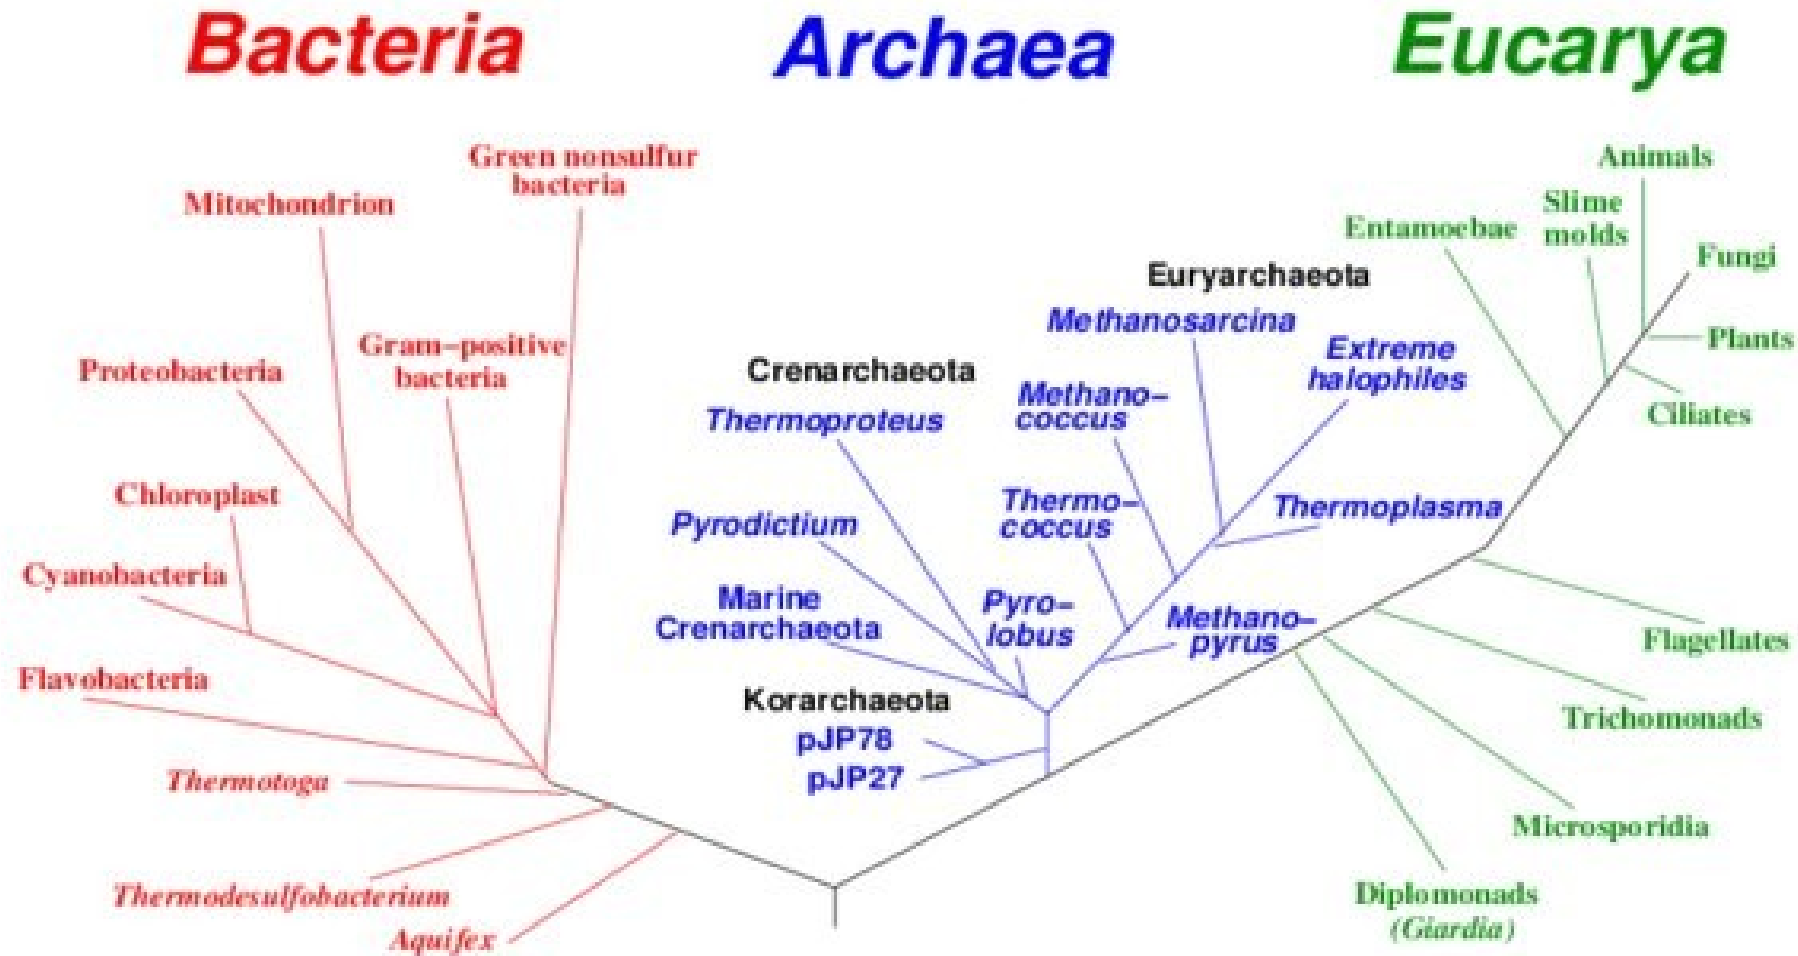 Bacteria
Archaea
Eucarya
Green nonsulfur
bacteria
Mitochondrion
Gram-positive
bacteria
Proteobacteria
Chloroplast
Cyanobacteria
Flavobacteria
Thermotoga
Thermodesulfobacterium
Aquifex
Crenarchaeota
Thermoproteus
Pyrodictium
Marine
Crenarchaeota
Pyro-
lobus
Korarchaeota
pJP78
pJP27
Euryarchaeota
Methanosarcina
Extreme
halophiles
Methano-
coccus
Thermo-
coccus
Thermoplasma
Methano-
pyrus
Animals
Slime
molds
Entamoebae
Fungi
Plants
Ciliates
Flagellates
Trichomonads
Microsporidia
Diplomonads
(Giardia)